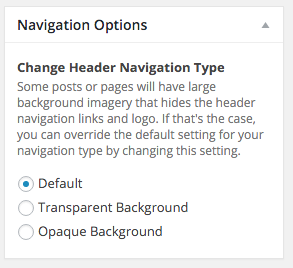 Navigation Options
Change Header Navigation Type
Some posts or pages will have large
background imagery that hides the header
navigation links and logo. If that's the case,
you can override the default setting for your
navigation type by changing this setting.
Default
Transparent Background
Opaque Background